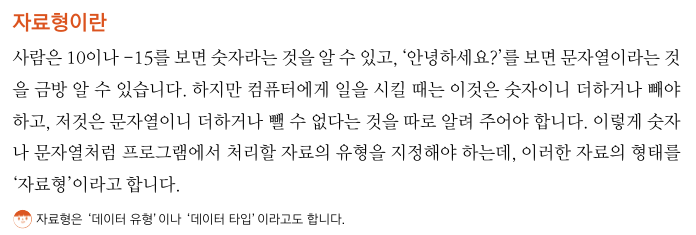 자료형이란
사람은 10이나 -15를 보면 숫자라는 것을 알 수 있고, ‘안녕하세요?’를 보면 문자열이라는 것
을 금방 알 수 있습니다. 하지만 컴퓨터에게 일을 시킬 때는 이것은 숫자이니 더하거나 빼야
하고, 저것은 문자열이니 더하거나 뺄 수 없다는 것을 따로 알려 주어야 합니다. 이렇게 숫자
나 문자열처럼 프로그램에서 처리할 자료의 유형을 지정해야 하는데, 이러한 자료의 형태를
‘자료형’이라고 합니다.
자료형은 ‘데이터 유형’이나 ‘데이터 타입’이라고도 합니다.